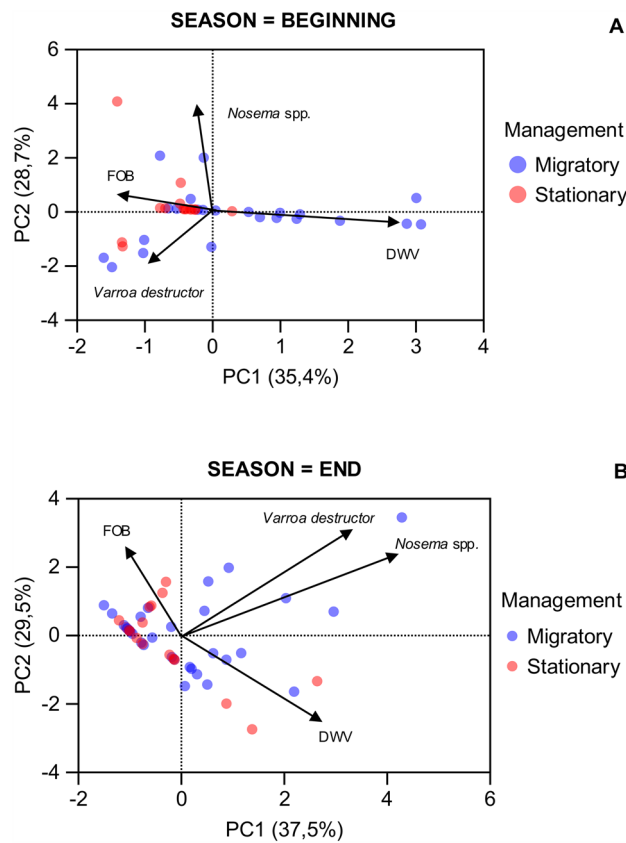 SEASON = BEGINNING
A
6
4
2
0
-2
-4
PC2 (28,7%)
Nosema spp.
FOB
Varroa destructor
DWV
-2 -1 0 1 2 3 4
PC1 (35,4%)
Management
Migratory
Stationary
SEASON = END
B
4
2
0
-2
-4
PC2 (29,5%)
Varroa destructor
FOB
Nosema spp.
DWV
-2 0 2 4 6
PC1 (37,5%)
Management
Migratory
Stationary